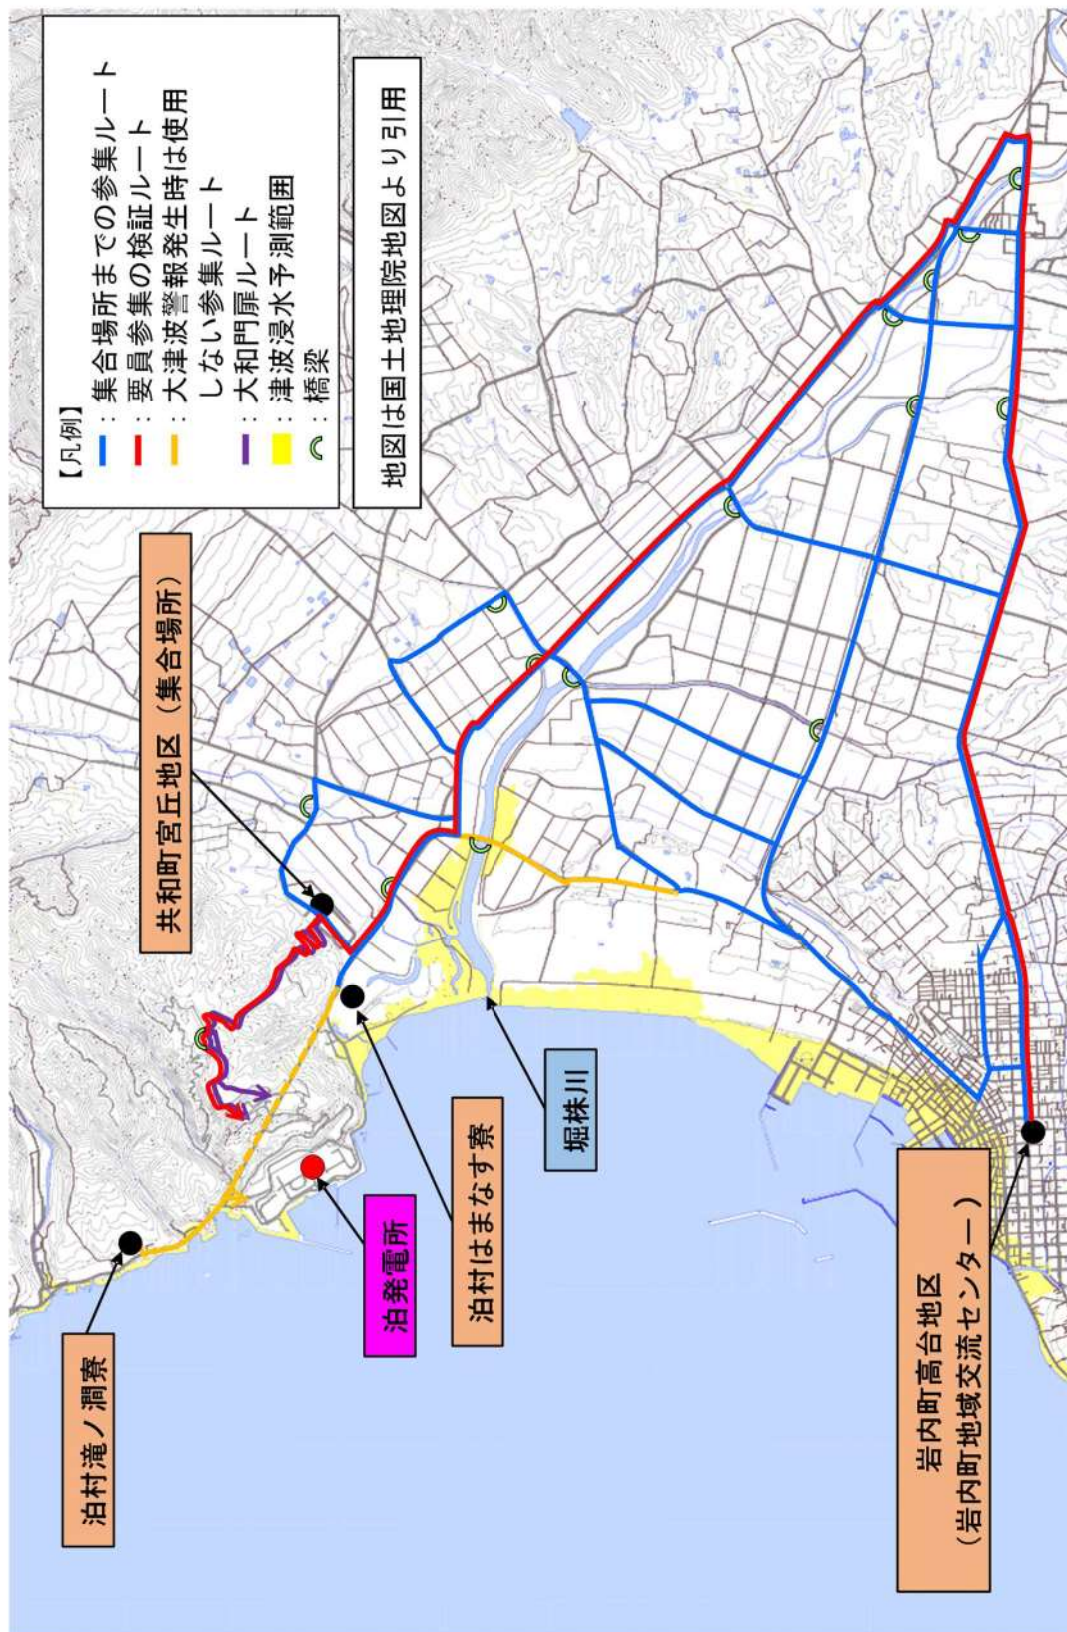 【凡例】
：集合場所までの参集ルート
：要員参集の検証ルート
：大津波警報発生時は使用
しない参集ルート
：大和門扉ルート
：津波浸水予測範囲
：橋梁
地図は国土地理院地図より引用
共和町宮丘地区（集合場所）
泊村滝ノ澗寮
泊発電所
泊村はまなす寮
堀株川
岩内町高台地区
（岩内町地域交流センター）